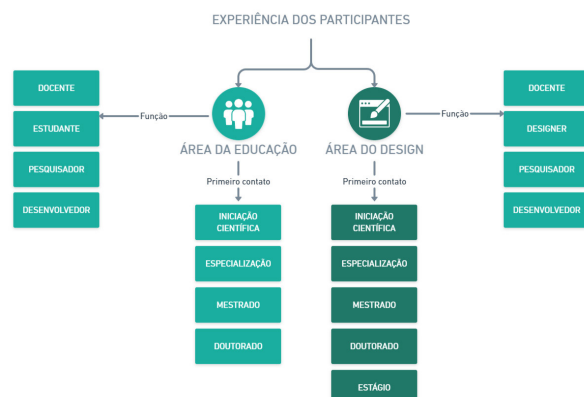 EXPERIÊNCIA DOS PARTICIPANTES
DOCENTE
ESTUDANTE
PESQUISADOR
DESENVOLVEDOR
Função
ÁREA DA EDUCAÇÃO
Primeiro contato
INICIAÇÃO
CIENTÍFICA
ESPECIALIZAÇÃO
MESTRADO
DOUTORADO
ÁREA DO DESIGN
Primeiro contato
INICIAÇÃO
CIENTÍFICA
ESPECIALIZAÇÃO
MESTRADO
DOUTORADO
ESTÁGIO
Função
DOCENTE
DESIGNER
PESQUISADOR
DESENVOLVEDOR